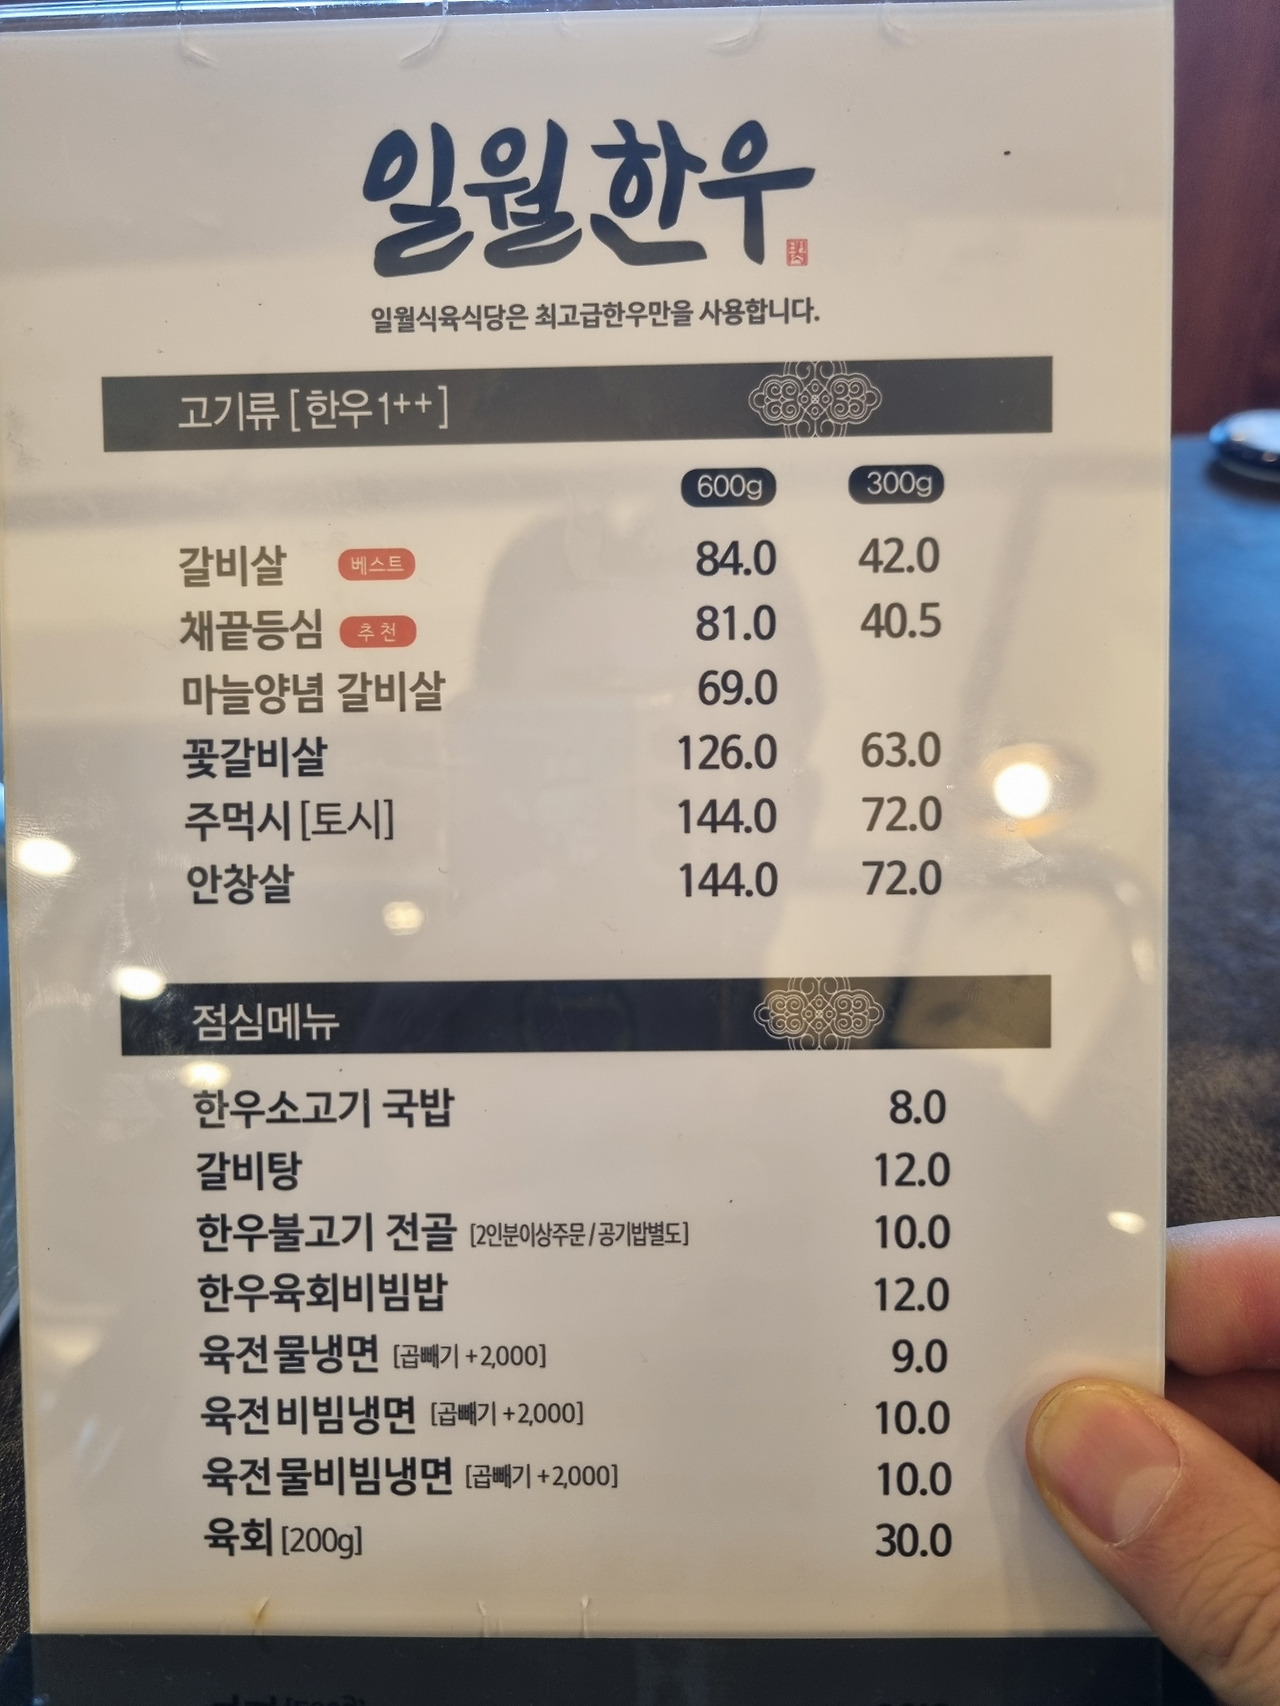 일월한우
일월식육식당은 최고급한우만을 사용합니다.
고기류 [한우1++]
600g 300g
갈비살 베스트 84.0 42.0
채끝등심 추천 81.0 40.5
마늘양념 갈비살 69.0
꽃갈비살 126.0 63.0
주먹시 [토시] 144.0 72.0
안창살 144.0 72.0
점심메뉴
한우소고기 국밥 8.0
갈비탕 12.0
한우불고기 전골 [2인분이상주문/공기밥별도] 10.0
한우육회비빔밥 12.0
육전물냉면 [곱빼기 +2,000] 9.0
육전비빔냉면 [곱빼기 +2,000] 10.0
육전물비빔냉면 [곱빼기 +2,000] 10.0
육회 [200g] 30.0